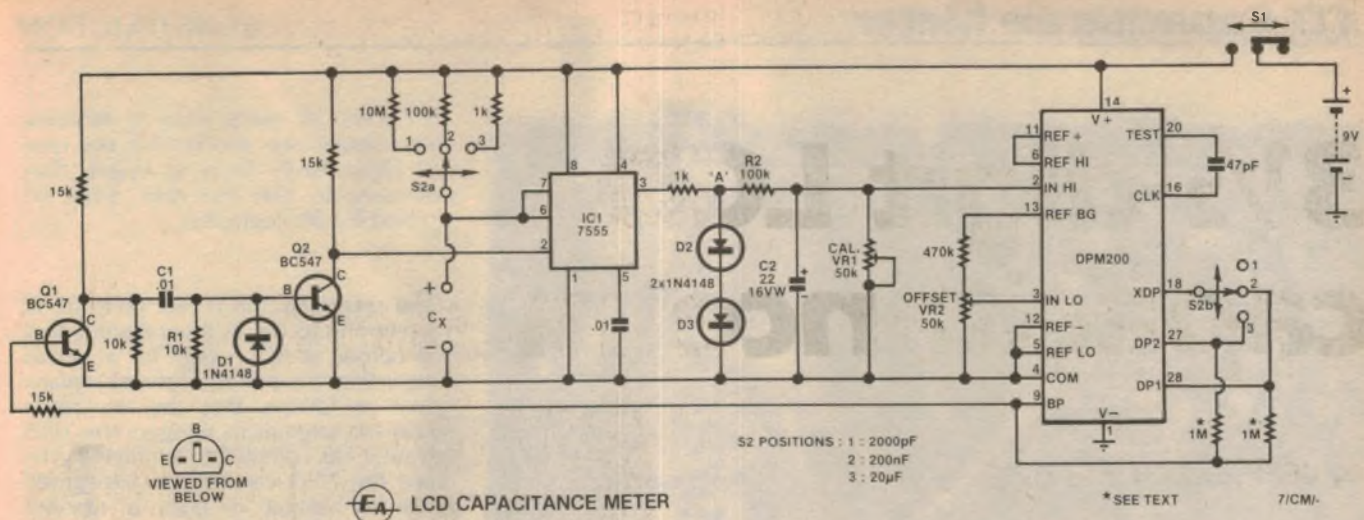 S1
10M
100k
1k
1
2
3
S2a
15k
15k
8
4
7
6
2
3
1
5
IC1
7555
1k
'A'
R2
100k
D2
2x1N4148
D3
C2
22
16VW
CAL.
VR1
50k
470k
OFFSET
VR2
50k
14
V+
11 REF +
6 REF HI
2 IN HI
13 REF BG
3 IN LO
12 REF -
5 REF LO
4 COM
9 BP
DPM200
TEST 20
CLK 16
XDP 18
DP2 27
DP1 28
V-
1
47pF
+
9V
-
S2b
1
2
3
*
1M
*
1M
Q1
BC547
B
C
E
C1
.01
10k
R1
10k
D1
1N4148
Q2
BC547
B
C
E
+
Cx
-
.01
15k
B
E
C
VIEWED FROM
BELOW
EA LCD CAPACITANCE METER
S2 POSITIONS : 1 : 2000pF
2 : 200nF
3 : 20µF
*SEE TEXT
7/CM/-